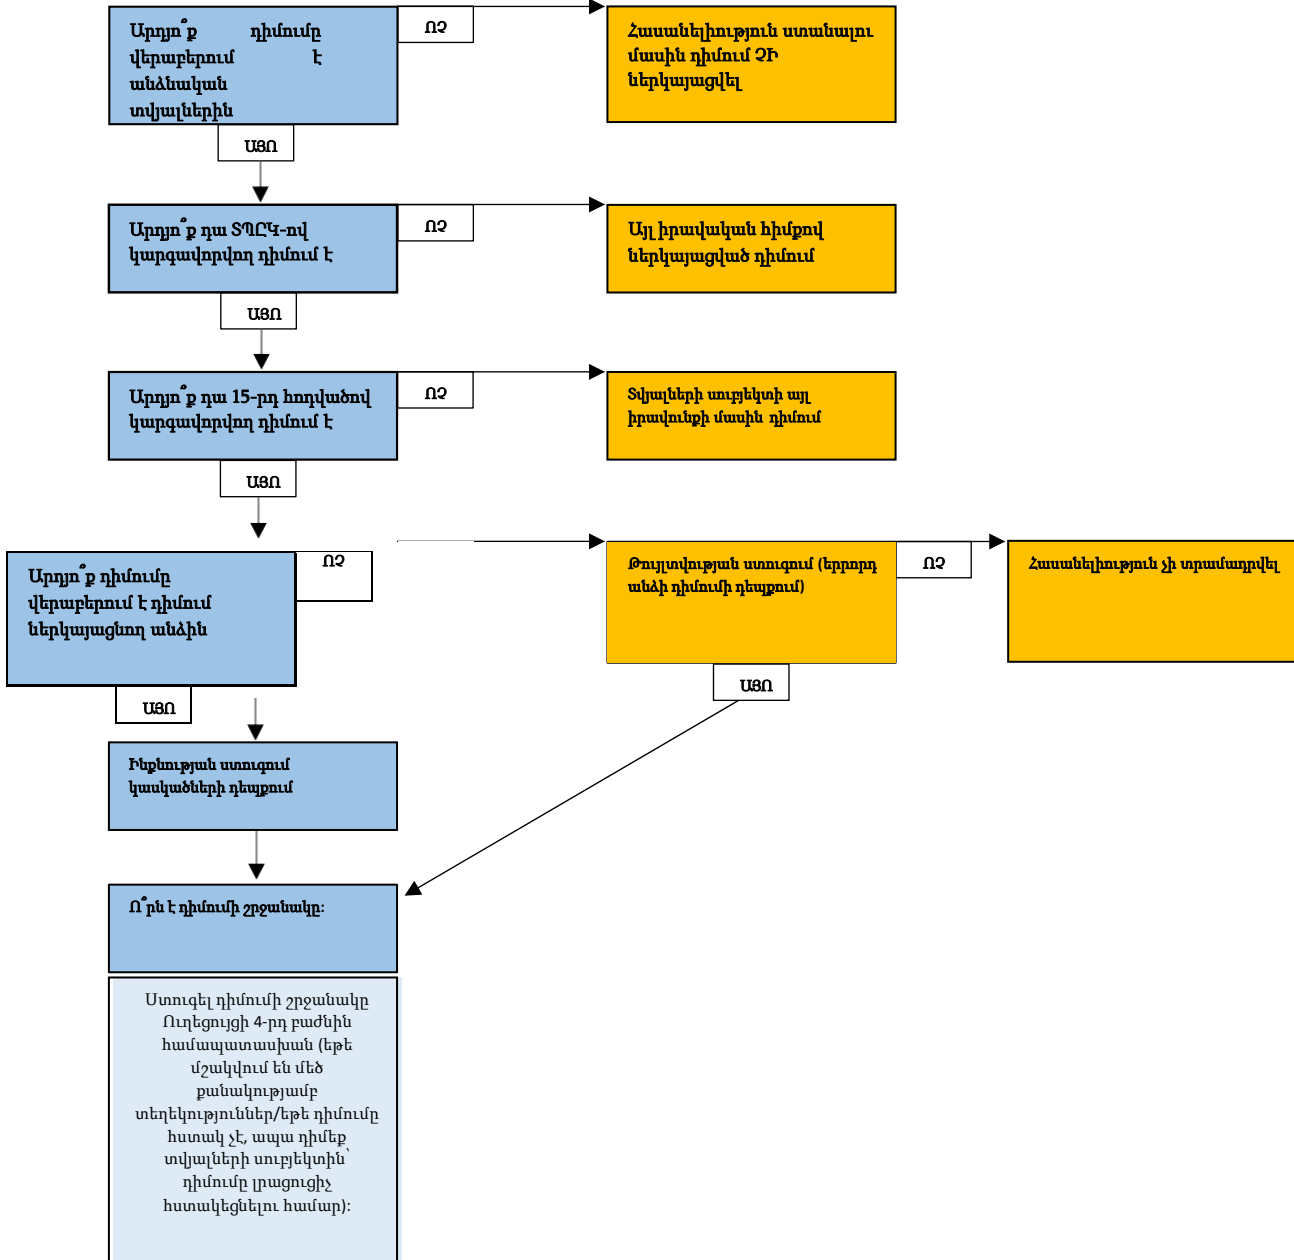 Արդյո՞ք դիմումը
վերաբերում է
անձնական
տվյալներին
ՈՉ
Հասանելիություն ստանալու
մասին դիմում ՉԻ
ներկայացվել
ԱՅՈ
Արդյո՞ք դա ՏՊԸԿ-ով
կարգավորվող դիմում է
ՈՉ
Այլ իրավական հիմքով
ներկայացված դիմում
ԱՅՈ
Արդյո՞ք դա 15-րդ հոդվածով
կարգավորվող դիմում է
ՈՉ
Տվյալների սուբյեկտի այլ
իրավունքի մասին դիմում
ԱՅՈ
Արդյո՞ք դիմումը
վերաբերում է դիմում
ներկայացնող անձին
ՈՉ
Թույլտվության ստուգում (երրորդ
անձի դիմումի դեպքում)
ՈՉ
Հասանելիություն չի տրամադրվել
ԱՅՈ
ԱՅՈ
Ինքնության ստուգում
կասկածների դեպքում
Ո՞րն է դիմումի շրջանակը:
Ստուգել դիմումի շրջանակը
Ուղեցույցի 4-րդ բաժնին
համապատասխան (եթե
մշակվում են մեծ
քանակությամբ
տեղեկություններ/եթե դիմումը
հստակ չէ, ապա դիմեք
տվյալների սուբյեկտին՝
դիմումը լրացուցիչ
հստակեցնելու համար):